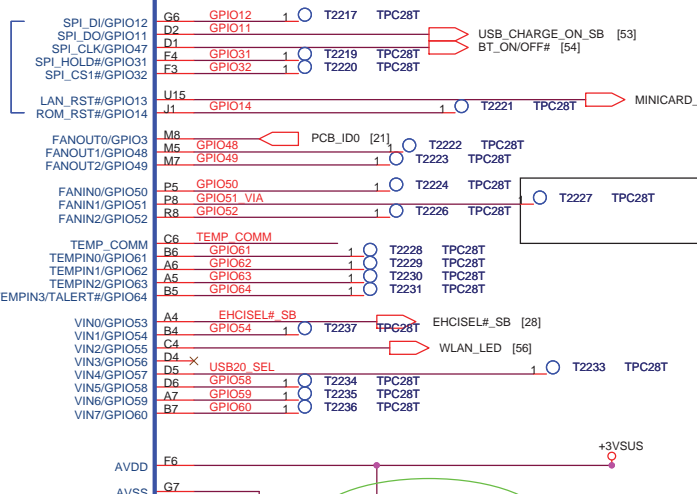 SPI_DI/GPIO12 G6 GPIO12 1 T2217 TPC28T
SPI_DO/GPIO11 D2 GPIO11 USB_CHARGE_ON_SB [53]
SPI_CLK/GPIO47 D1 BT_ON/OFF# [54]
SPI_HOLD#/GPIO31 F4 GPIO31 1 T2219 TPC28T
SPI_CS1#/GPIO32 F3 GPIO32 1 T2220 TPC28T
LAN_RST#/GPIO13 U15 MINICARD_
ROM_RST#/GPIO14 J1 GPIO14 1 T2221 TPC28T
FANOUT0/GPIO3 M8 PCB_ID0 [21]
FANOUT1/GPIO48 M5 GPIO48 1 T2222 TPC28T
FANOUT2/GPIO49 M7 GPIO49 1 T2223 TPC28T
FANIN0/GPIO50 P5 GPIO50 1 T2224 TPC28T
FANIN1/GPIO51 P8 GPIO51_VIA 1 T2227 TPC28T
FANIN2/GPIO52 R8 GPIO52 1 T2226 TPC28T
TEMP_COMM C6 TEMP_COMM
TEMPIN0/GPIO61 B6 GPIO61 1 T2228 TPC28T
TEMPIN1/GPIO62 A6 GPIO62 1 T2229 TPC28T
TEMPIN2/GPIO63 A5 GPIO63 1 T2230 TPC28T
EMPIN3/TALERT#/GPIO64 B5 GPIO64 1 T2231 TPC28T
VIN0/GPIO53 A4 EHCISEL#_SB EHCISEL#_SB [28]
VIN1/GPIO54 B4 GPIO54 1 T2237 TPC28T
VIN2/GPIO55 C4 WLAN_LED [56]
VIN3/GPIO56 D4
VIN4/GPIO57 D5 USB20_SEL 1 T2233 TPC28T
VIN5/GPIO58 D6 GPIO58 1 T2234 TPC28T
VIN6/GPIO59 A7 GPIO59 1 T2235 TPC28T
VIN7/GPIO60 B7 GPIO60 1 T2236 TPC28T
+3VSUS
AVDD F6
AVSS G7